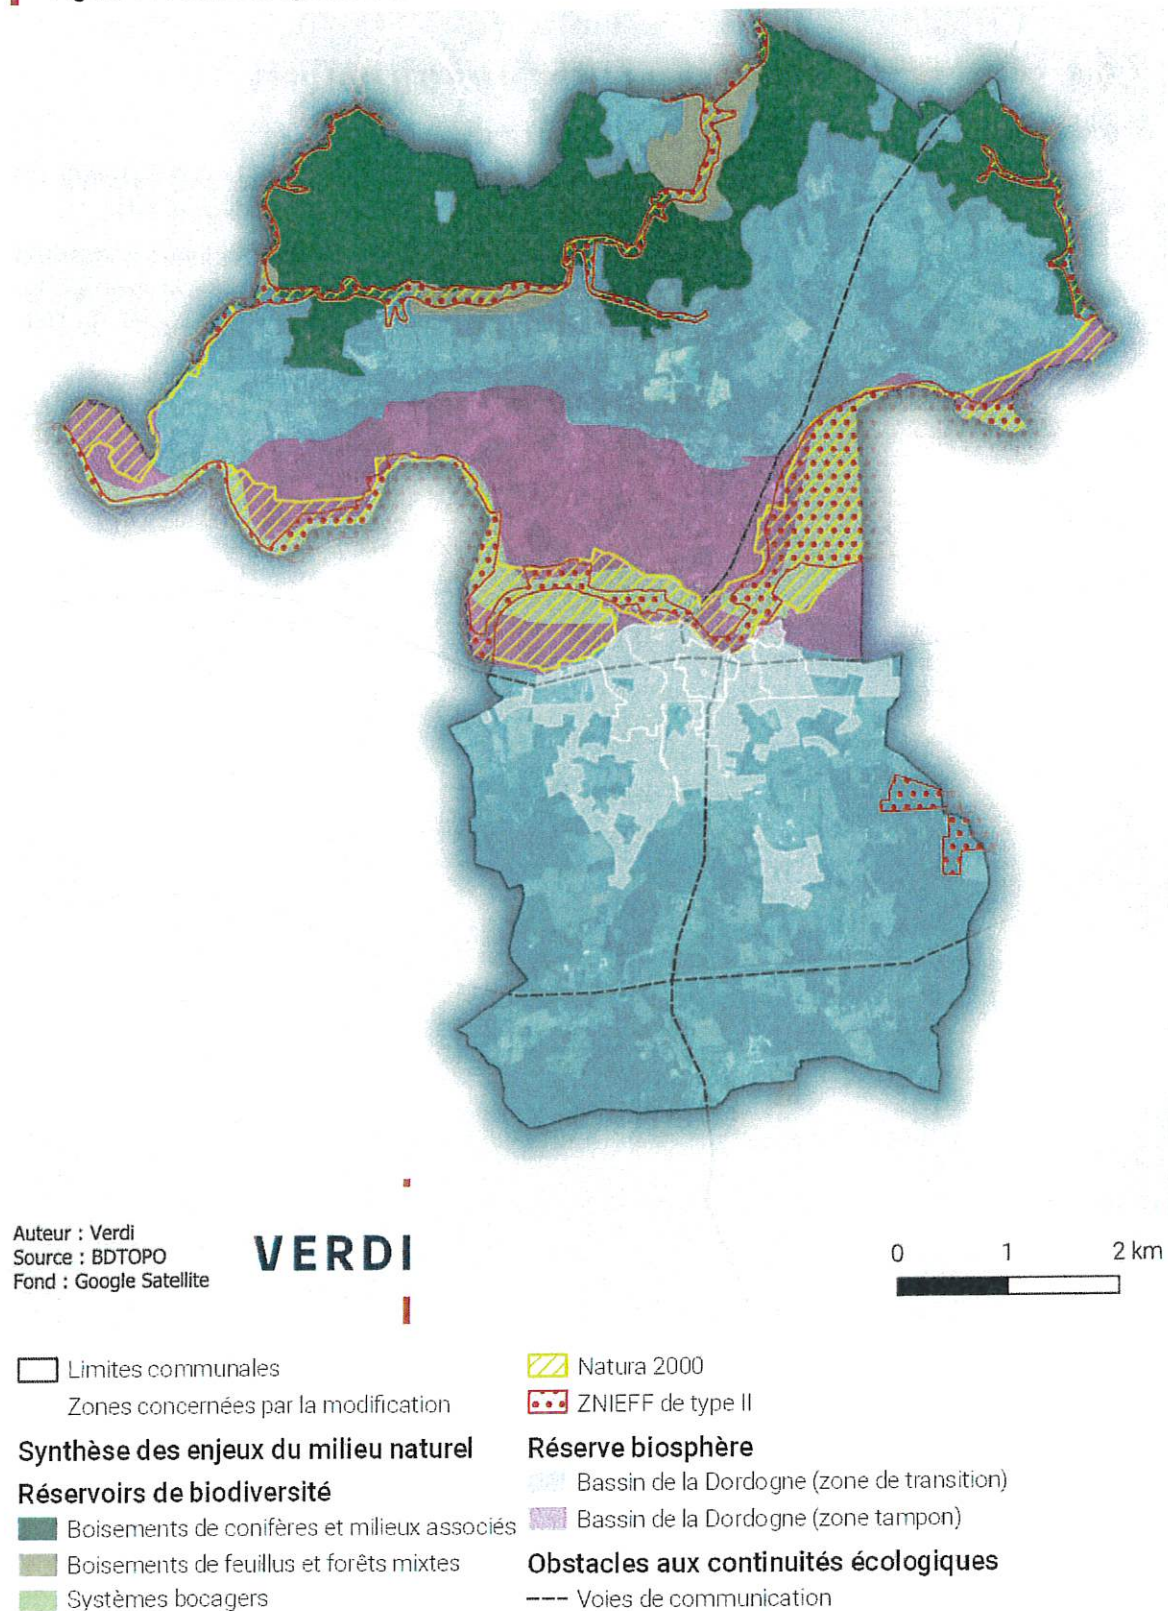 Auteur : Verdi
Source : BDTOPO
Fond : Google Satellite
VERDI
0 1 2 km
Limites communales
Zones concernées par la modification
Synthèse des enjeux du milieu naturel
Réservoirs de biodiversité
Boisements de conifères et milieux associés
Boisements de feuillus et forêts mixtes
Systèmes bocagers
Natura 2000
ZNIEFF de type II
Réserve biosphère
Bassin de la Dordogne (zone de transition)
Bassin de la Dordogne (zone tampon)
Obstacles aux continuités écologiques
Voies de communication